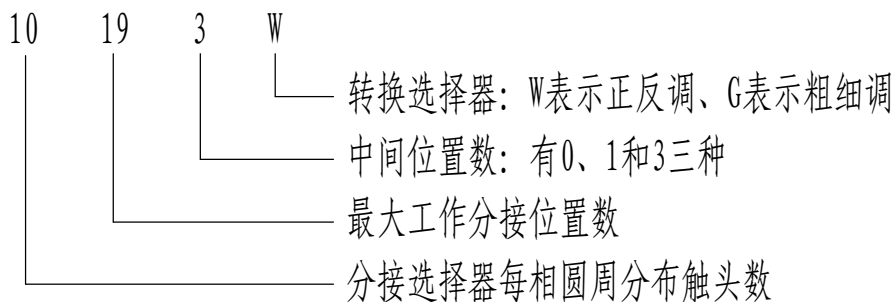 10 19 3 W
转换选择器: W表示正反调、G表示粗细调
中间位置数: 有0、1和3三种
最大工作分接位置数
分接选择器每相圆周分布触头数